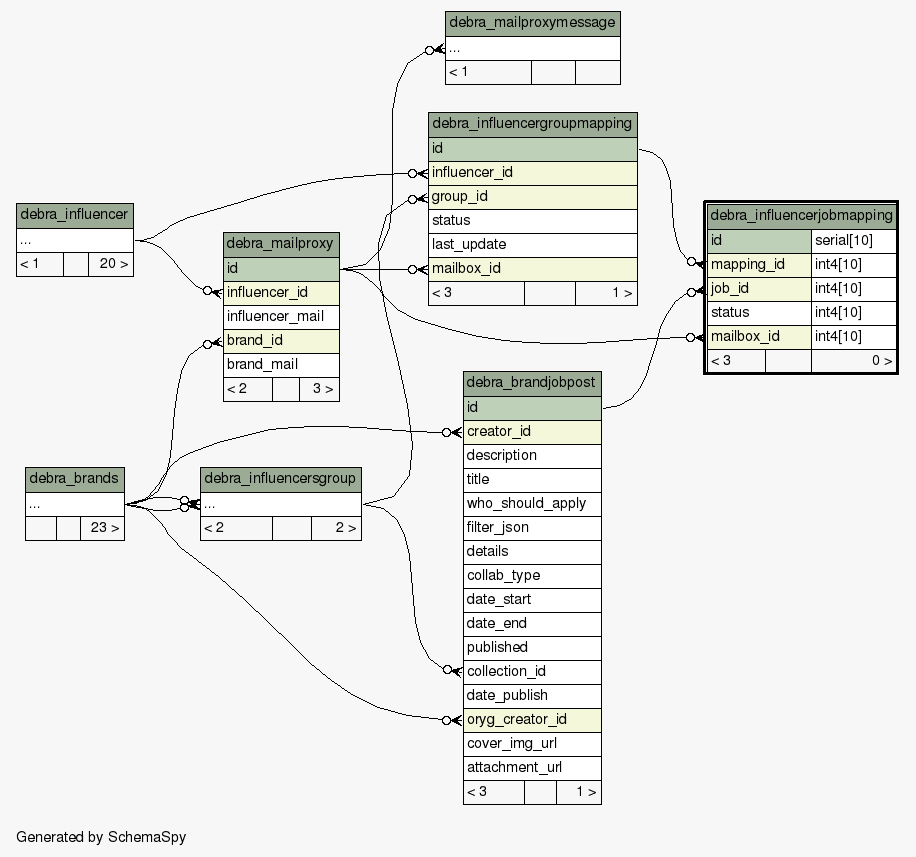 debra_mailproxymessage
...
< 1
debra_influencergroupmapping
id
influencer_id
group_id
status
last_update
mailbox_id
< 3 1 >
debra_influencer
...
< 1 20 >
debra_mailproxy
id
influencer_id
influencer_mail
brand_id
brand_mail
< 2 3 >
debra_influencerjobmapping
id serial[10]
mapping_id int4[10]
job_id int4[10]
status int4[10]
mailbox_id int4[10]
< 3 0 >
debra_brandjobpost
id
creator_id
description
title
who_should_apply
filter_json
details
collab_type
date_start
date_end
published
collection_id
date_publish
oryg_creator_id
cover_img_url
attachment_url
< 3 1 >
debra_brands
...
23 >
debra_influencersgroup
...
< 2 2 >
Generated by SchemaSpy